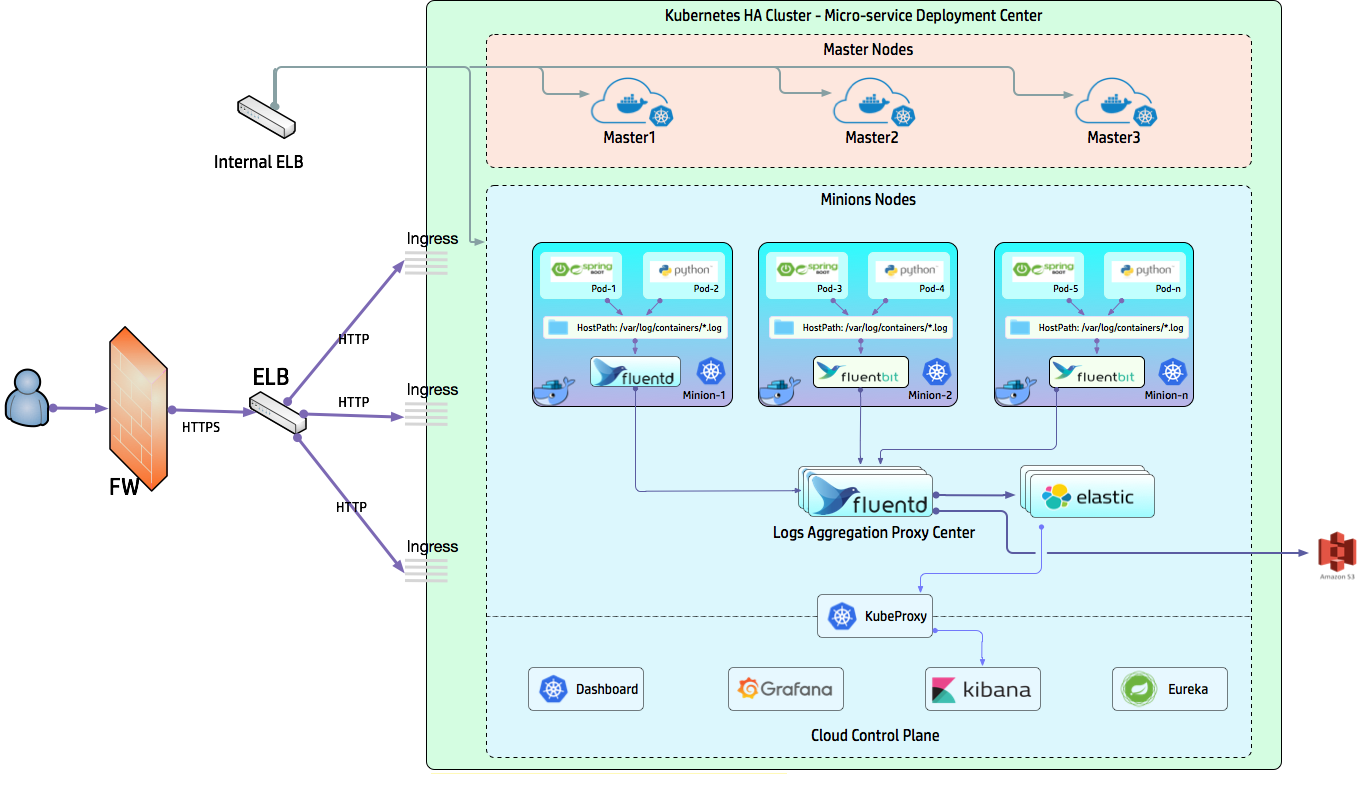 Kubernetes HA Cluster - Micro-service Deployment Center
Master Nodes
Master1
Master2
Master3
Internal ELB
Minions Nodes
Ingress
spring
BOOT
Pod-1
python
Pod-2
HostPath: /var/log/containers/*.log
fluentd
Minion-1
spring
BOOT
Pod-3
python
Pod-4
HostPath: /var/log/containers/*.log
fluentbit
Minion-2
spring
BOOT
Pod-5
python
Pod-n
HostPath: /var/log/containers/*.log
fluentbit
Minion-n
HTTP
ELB
Ingress
HTTP
HTTPS
FW
HTTP
Ingress
fluentd
Logs Aggregation Proxy Center
elastic
Amazon S3
KubeProxy
Dashboard
Grafana
kibana
Eureka
Cloud Control Plane